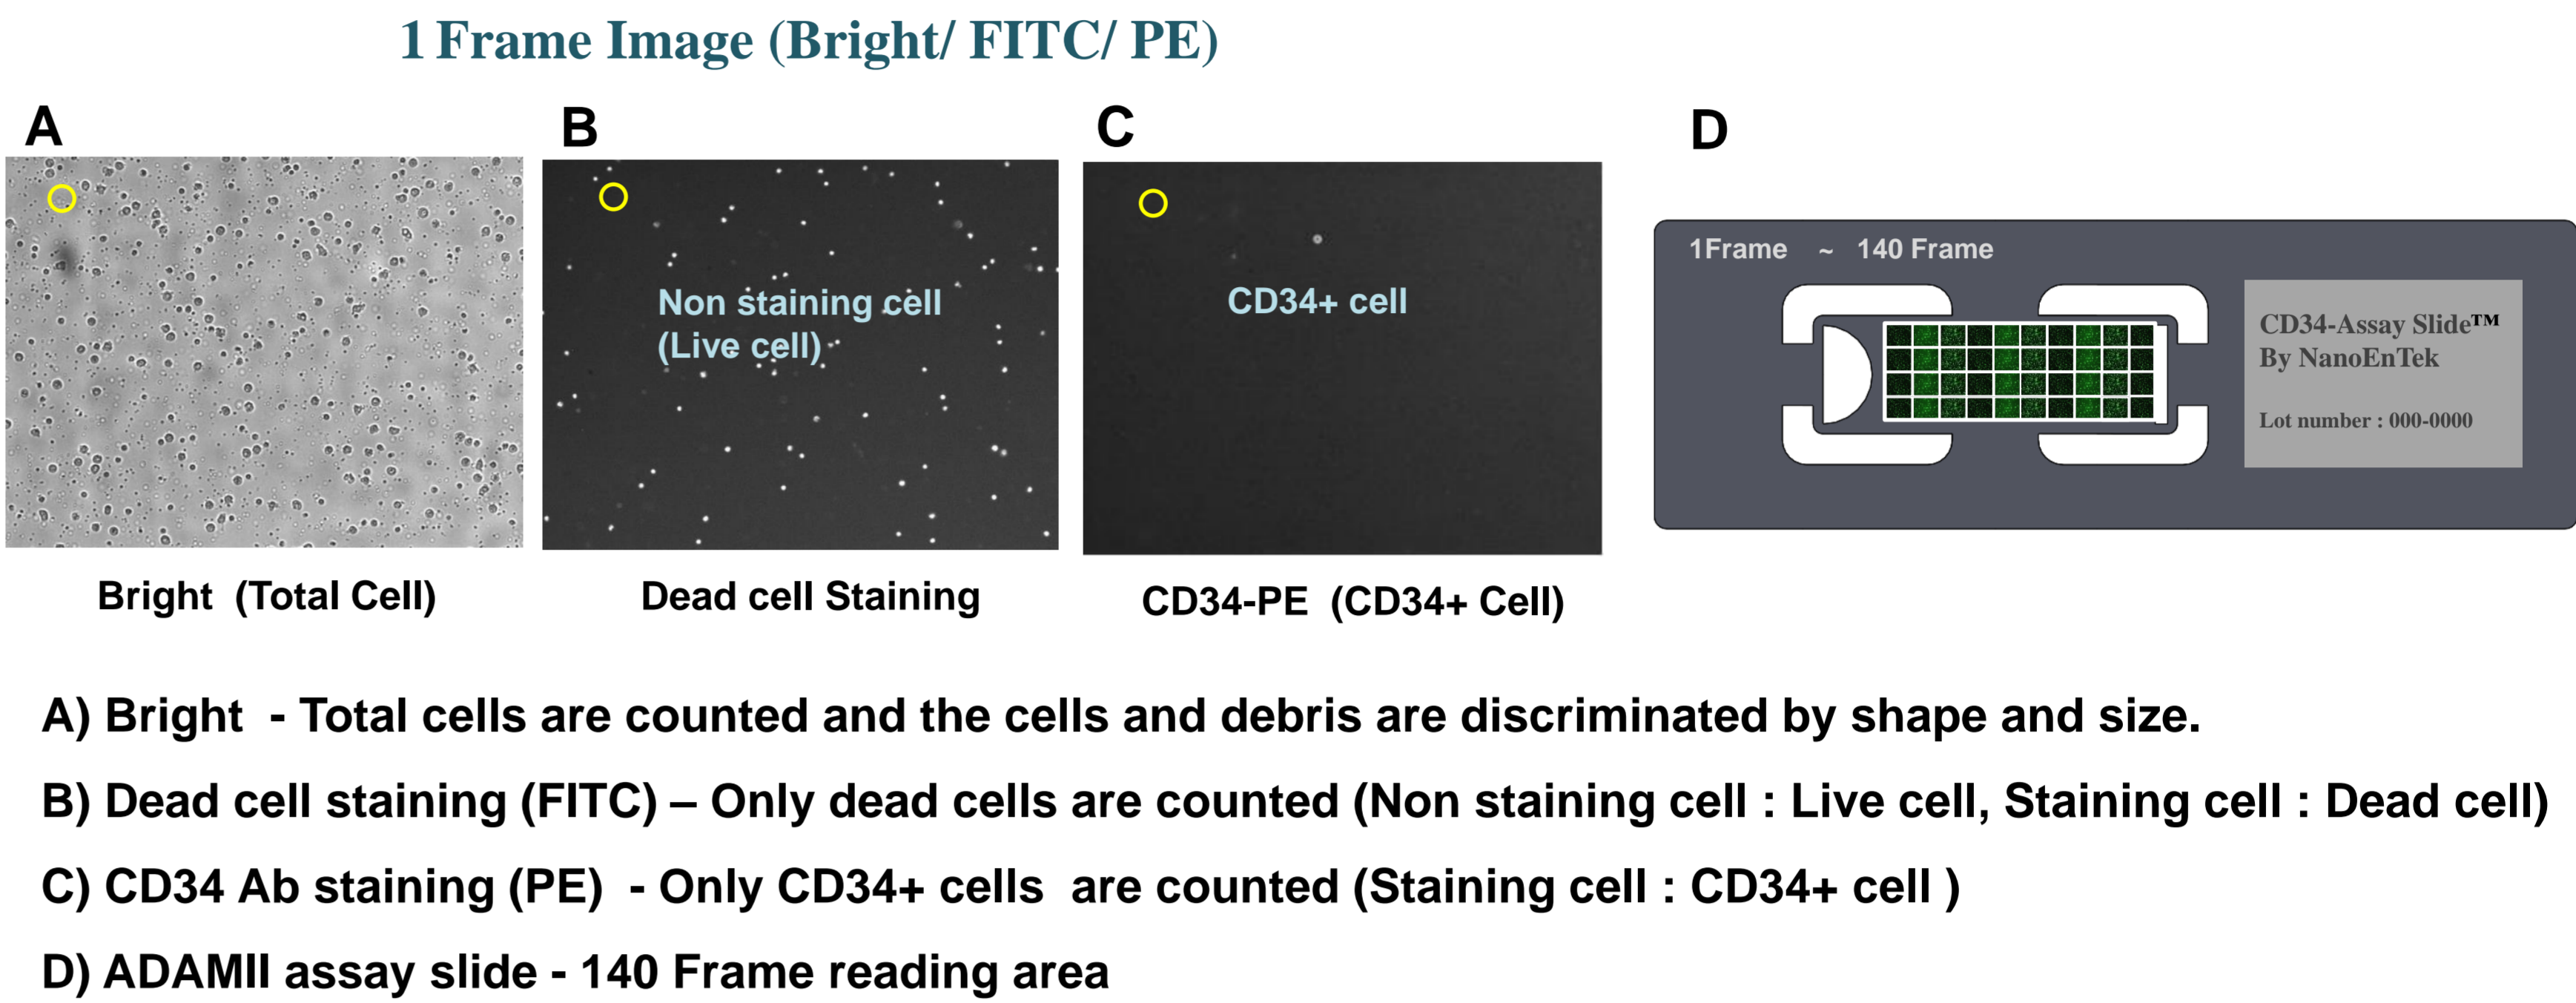 1 Frame Image (Bright/ FITC/ PE)
A
B
C
D
Non staining cell
(Live cell)
CD34+ cell
1Frame ~ 140 Frame
CD34-Assay Slide™
By NanoEnTek
Lot number : 000-0000
Bright (Total Cell)
Dead cell Staining
CD34-PE (CD34+ Cell)
A) Bright - Total cells are counted and the cells and debris are discriminated by shape and size.
B) Dead cell staining (FITC) – Only dead cells are counted (Non staining cell : Live cell, Staining cell : Dead cell)
C) CD34 Ab staining (PE) - Only CD34+ cells are counted (Staining cell : CD34+ cell )
D) ADAMII assay slide - 140 Frame reading area